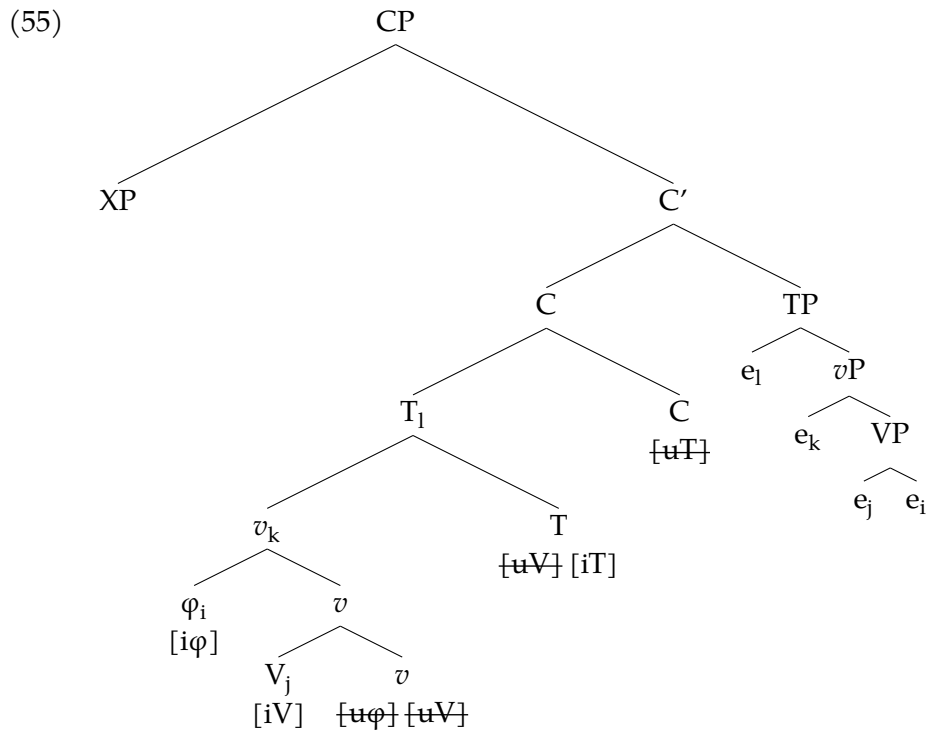 (55) CP
XP C′
C TP
e_l vP
T_l C
[uT]
e_k VP
e_j e_i
v_k T
[uV] [iT]
φ_i v
[iφ]
V_j v
[iV] [uφ] [uV]